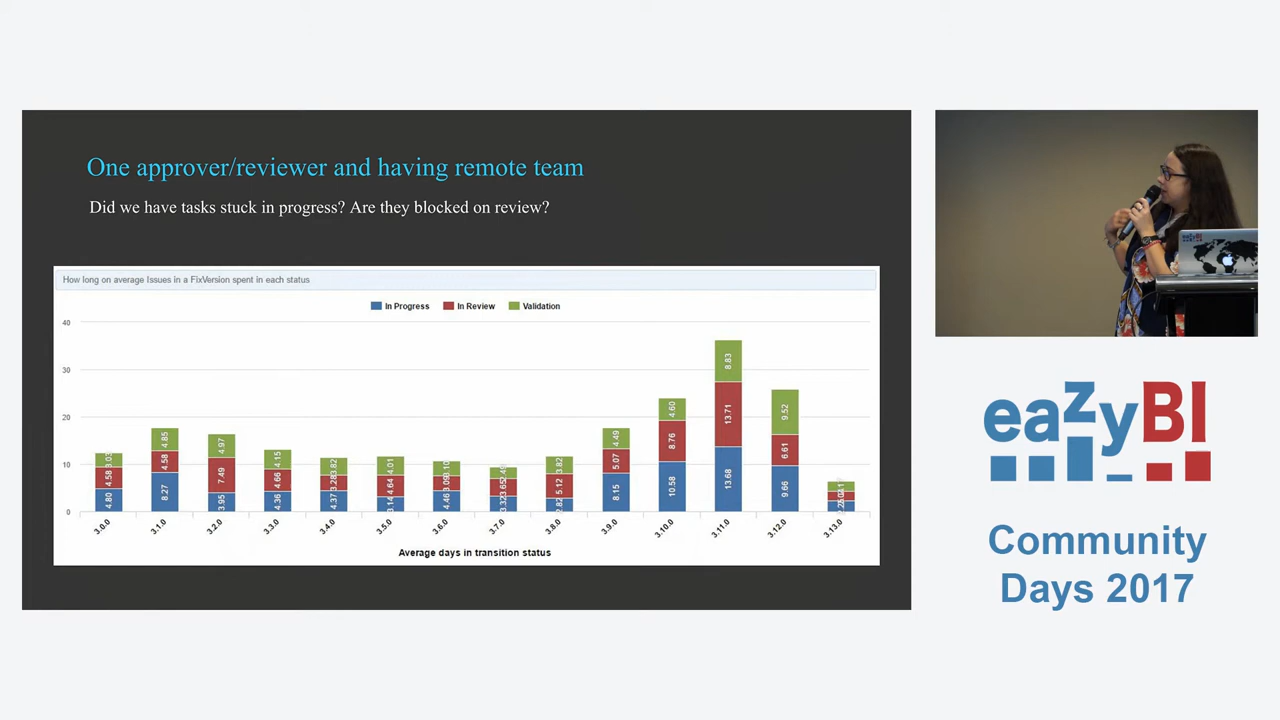 One approver/reviewer and having remote team
Did we have tasks stuck in progress? Are they blocked on review?
How long on average Issues in a FixVersion spent in each status
In Progress In Review Validation
40
30
20
10
0
4.85 4.97 4.15 3.82 4.01 3.82 4.49 4.60 8.83 9.52
4.58 4.58 7.49 4.66 4.64 5.12 5.07 8.76 13.71 6.61
4.80 8.27 3.95 4.36 4.37 4.46 8.15 10.58 13.68 9.66
3.0.0 3.1.0 3.2.0 3.3.0 3.4.0 3.5.0 3.6.0 3.7.0 3.8.0 3.9.0 3.10.0 3.11.0 3.12.0 3.13.0
Average days in transition status
eazyBI
eazyBI
Community
Days 2017